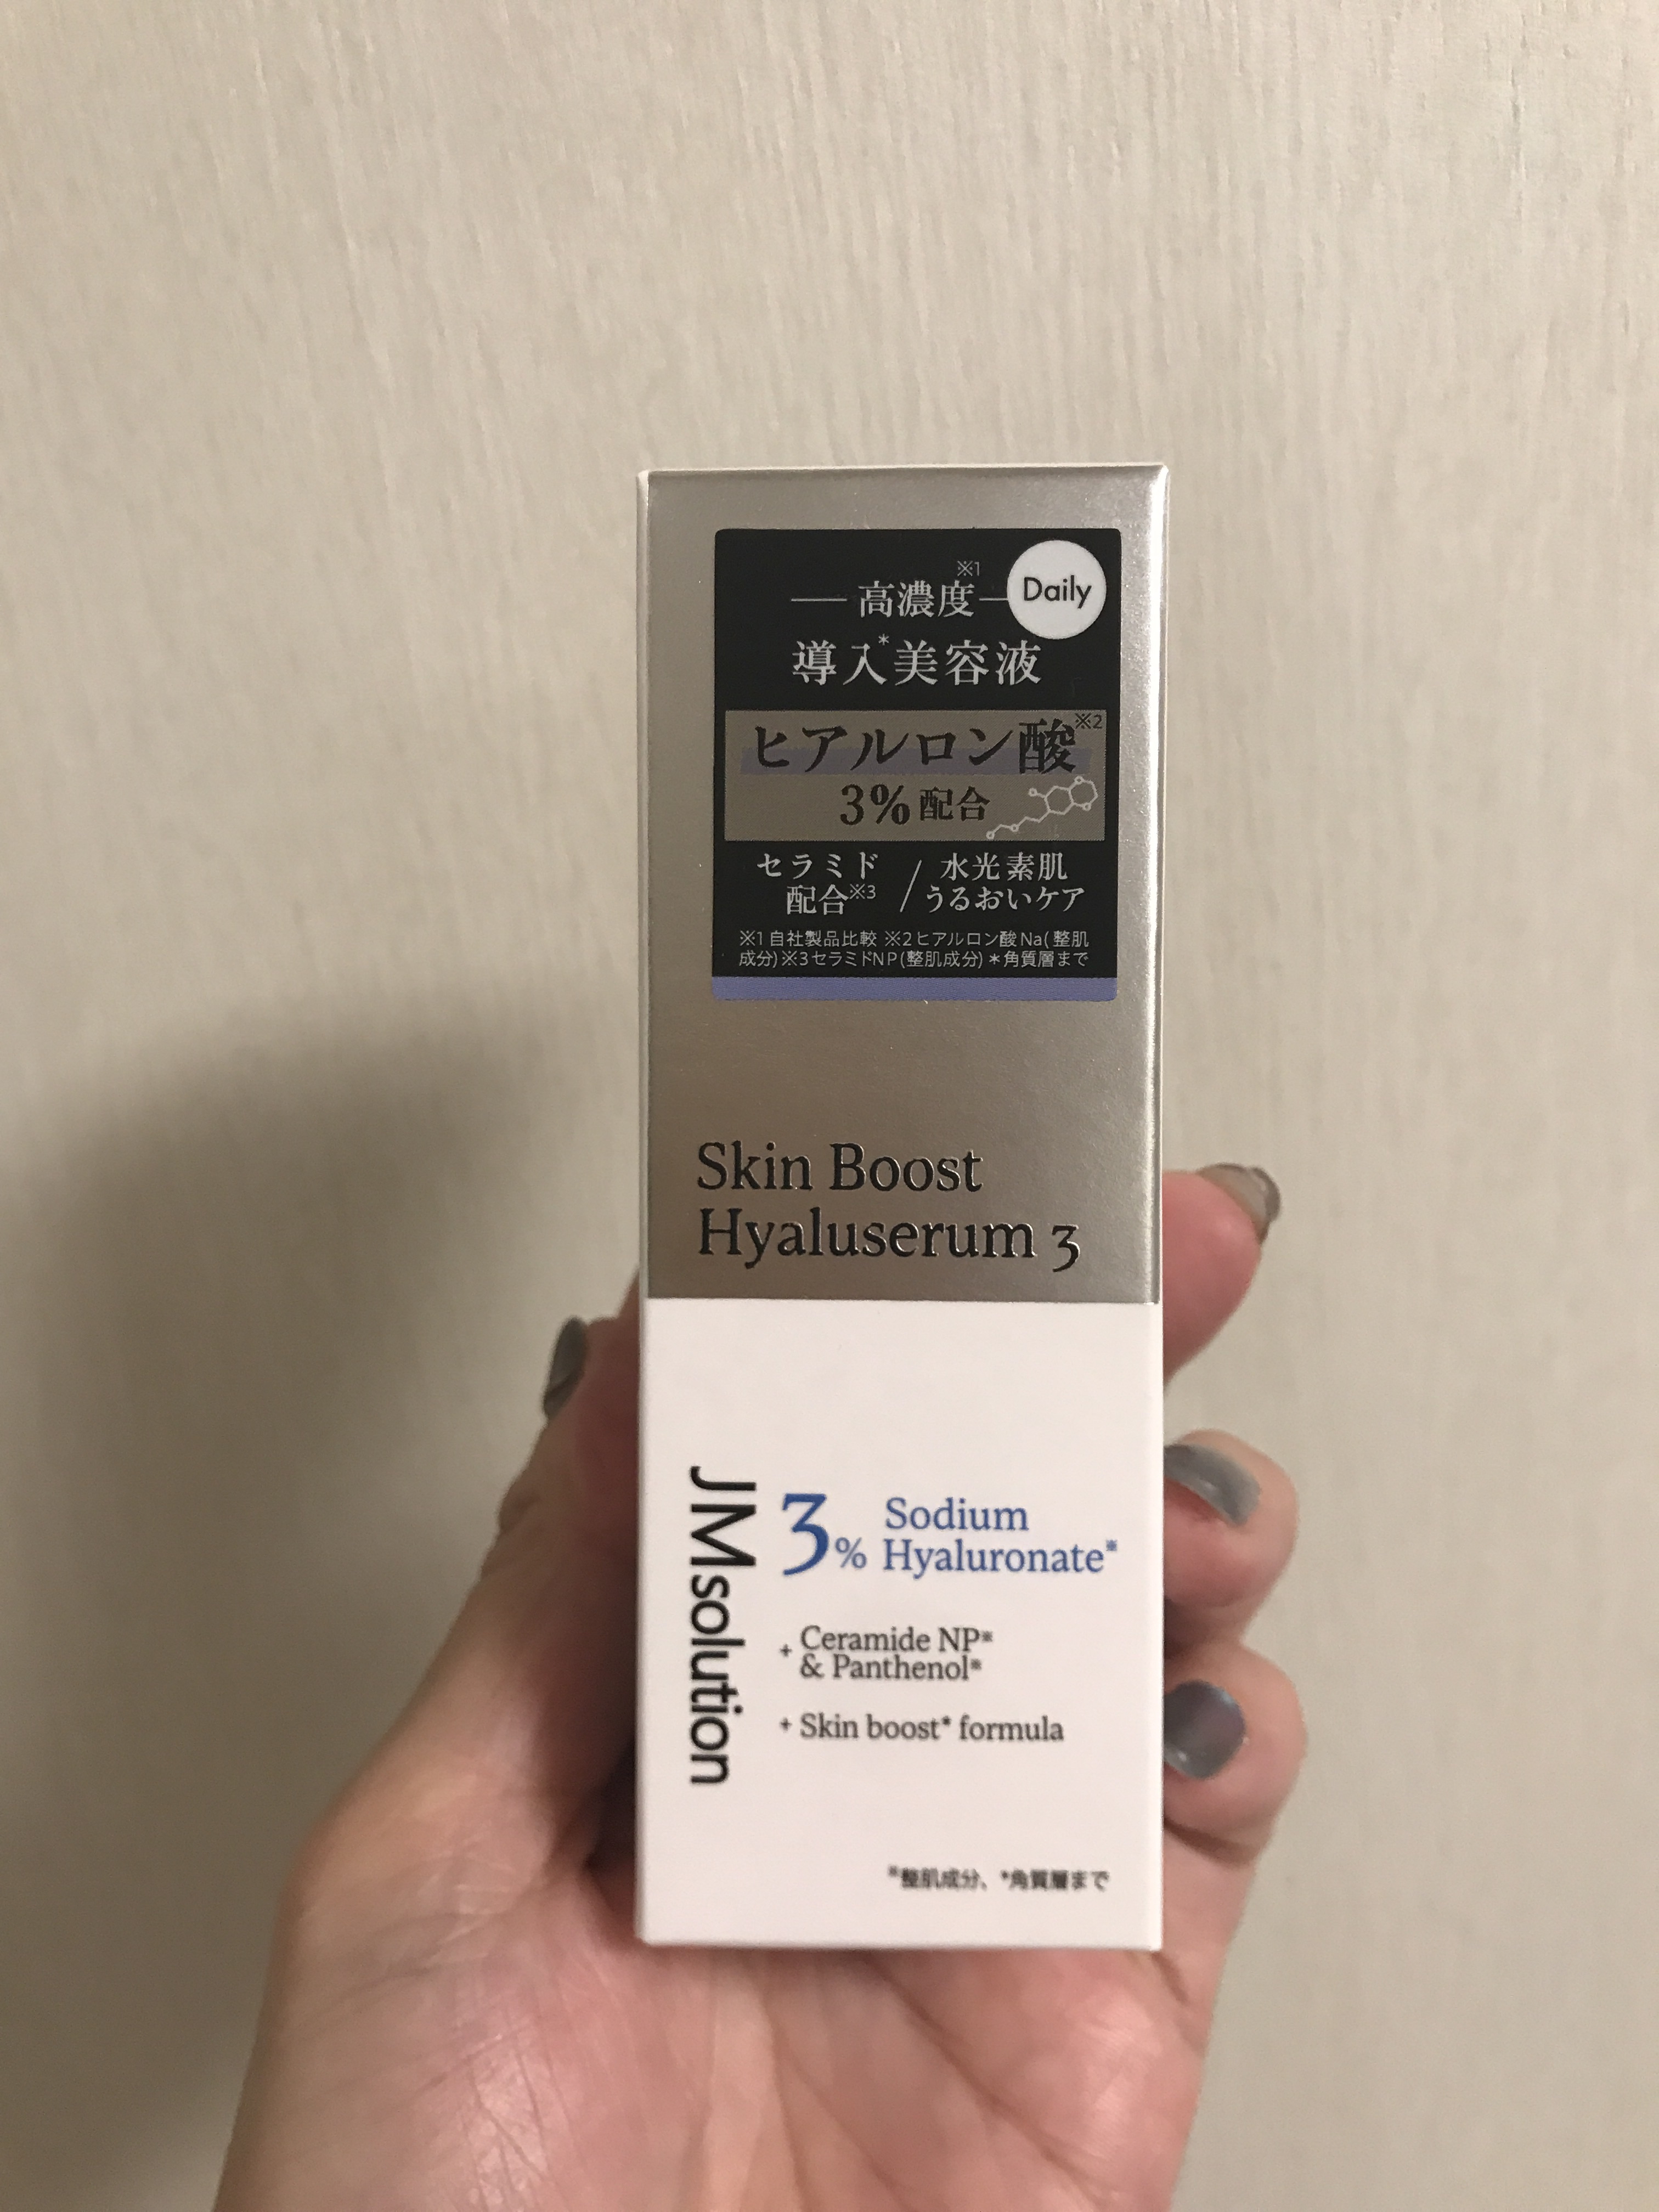 ※1
高濃度
Daily
導入*美容液
ヒアルロン酸※2
3%配合
セラミド
配合※3
/
水光素肌
うるおいケア
※1自社製品比較 ※2ヒアルロン酸Na(整肌
成分)※3セラミドNP(整肌成分)*角質層まで
Skin Boost
Hyaluserum 3
JMsolution
3% Sodium
Hyaluronate※
+ Ceramide NP※
& Panthenol※
+ Skin boost* formula
※整肌成分、*角質層まで